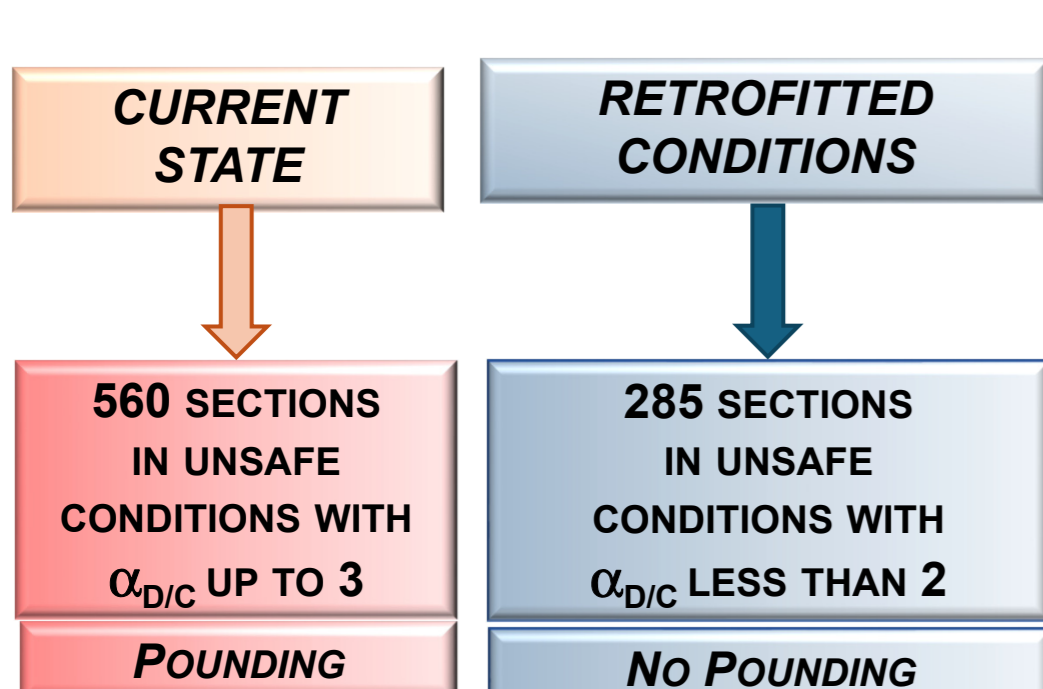 CURRENT
STATE
RETROFITTED
CONDITIONS
560 SECTIONS
IN UNSAFE
CONDITIONS WITH
αD/C UP TO 3
285 SECTIONS
IN UNSAFE
CONDITIONS WITH
αD/C LESS THAN 2
POUNDING
NO POUNDING